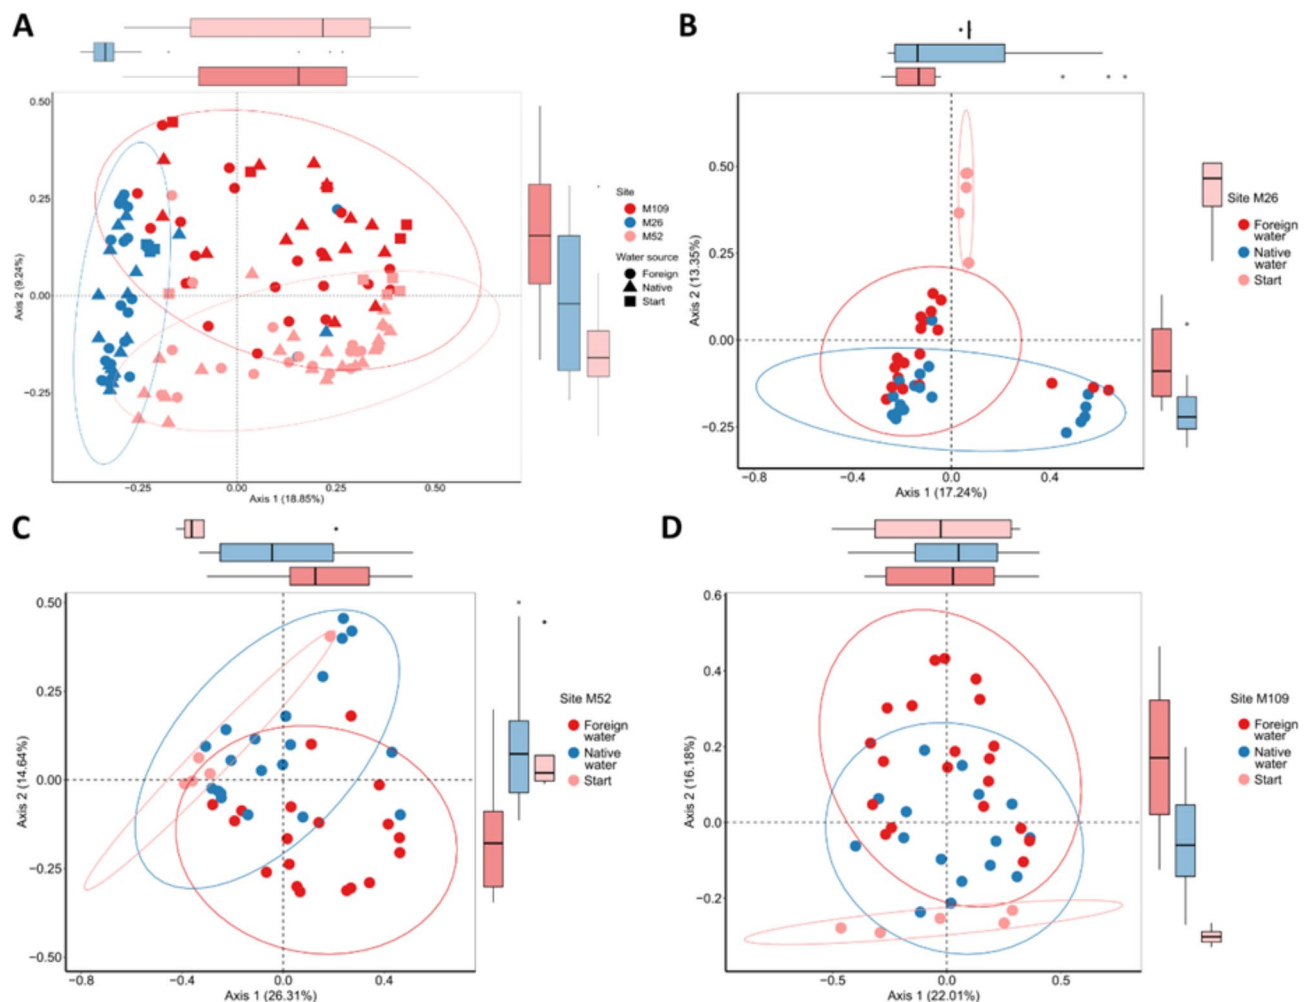 A
0.50
0.25
0.00
−0.25
Axis 2 (9.24%)
−0.25
0.00
0.25
0.50
Axis 1 (18.85%)
Site
M109
M26
M52
Water source
Foreign
Native
Start
B
0.50
0.25
0.00
−0.25
Axis 2 (13.35%)
−0.8
−0.4
0.0
0.4
Axis 1 (17.24%)
Site M26
Foreign
water
Native
water
Start
C
0.50
0.25
0.00
−0.25
−0.50
Axis 2 (14.64%)
−0.8
−0.4
0.0
0.4
Axis 1 (26.31%)
Site M52
Foreign
water
Native
water
Start
D
0.6
0.4
0.2
0.0
−0.2
Axis 2 (16.18%)
−0.5
0.0
0.5
Axis 1 (22.01%)
Site M109
Foreign
water
Native
water
Start